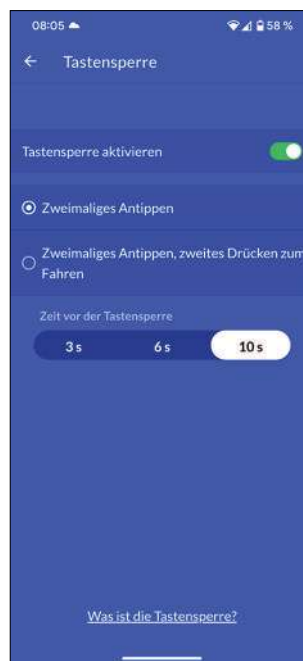 08:05 58 %
Tastensperre
Tastensperre aktivieren
Zweimaliges Antippen
Zweimaliges Antippen, zweites Drücken zum
Fahren
Zeit vor der Tastensperre
3 s 6 s 10 s
Was ist die Tastensperre?